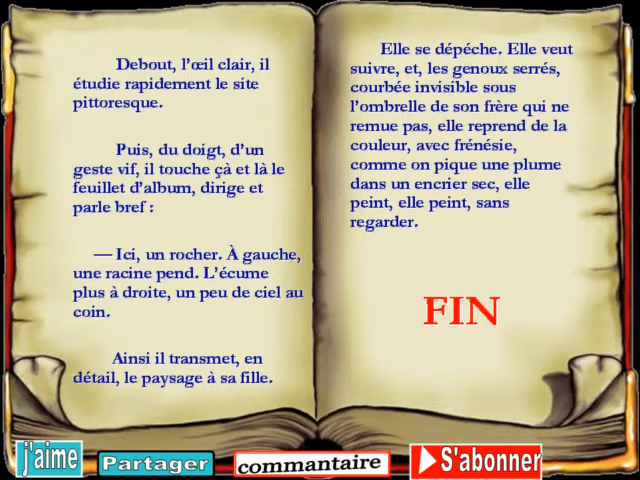 Debout, l'œil clair, il
étudie rapidement le site
pittoresque.
Puis, du doigt, d'un
geste vif, il touche çà et là le
feuillet d'album, dirige et
parle bref :
— Ici, un rocher. À gauche,
une racine pend. L'écume
plus à droite, un peu de ciel au
coin.
Ainsi il transmet, en
détail, le paysage à sa fille.
Elle se dépéche. Elle veut
suivre, et, les genoux serrés,
courbée invisible sous
l'ombrelle de son frère qui ne
remue pas, elle reprend de la
couleur, avec frénésie,
comme on pique une plume
dans un encrier sec, elle
peint, elle peint, sans
regarder.
FIN
j'aime
Partager
commantaire
S'abonner